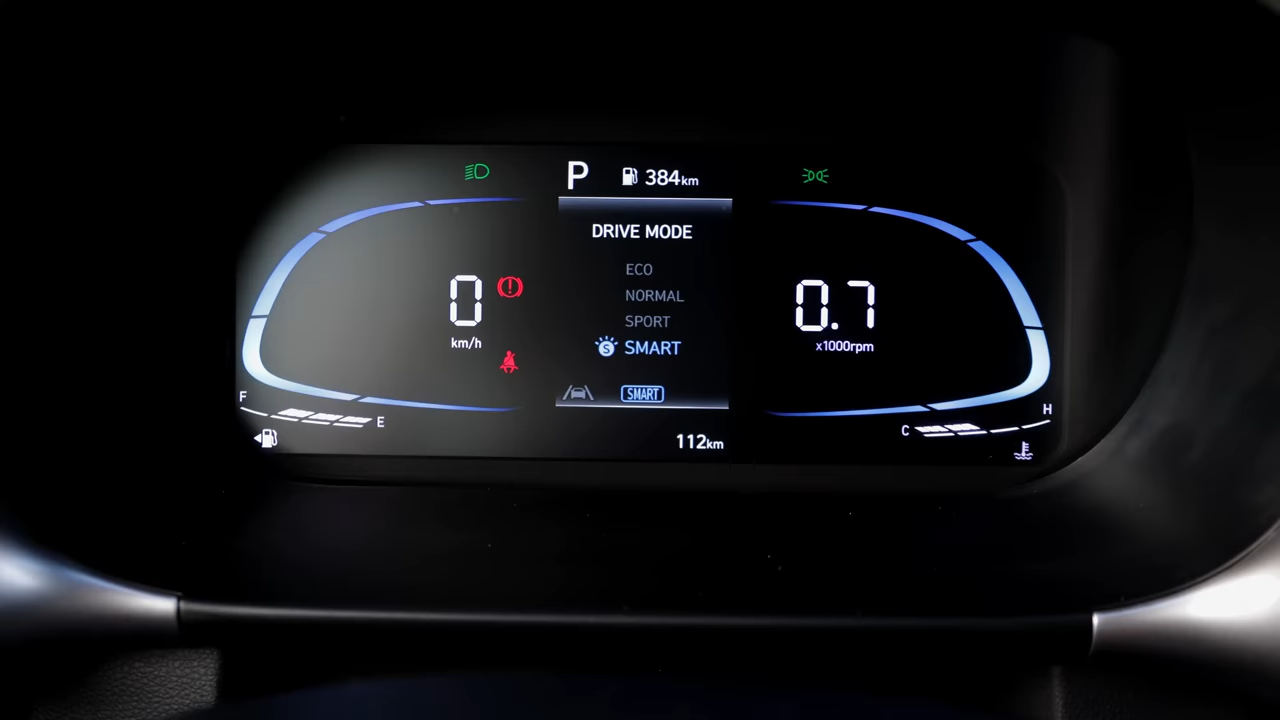 P 384km
DRIVE MODE
ECO
NORMAL
SPORT
S SMART
SMART
0
km/h
0.7
x1000rpm
F
E
C
H
112km